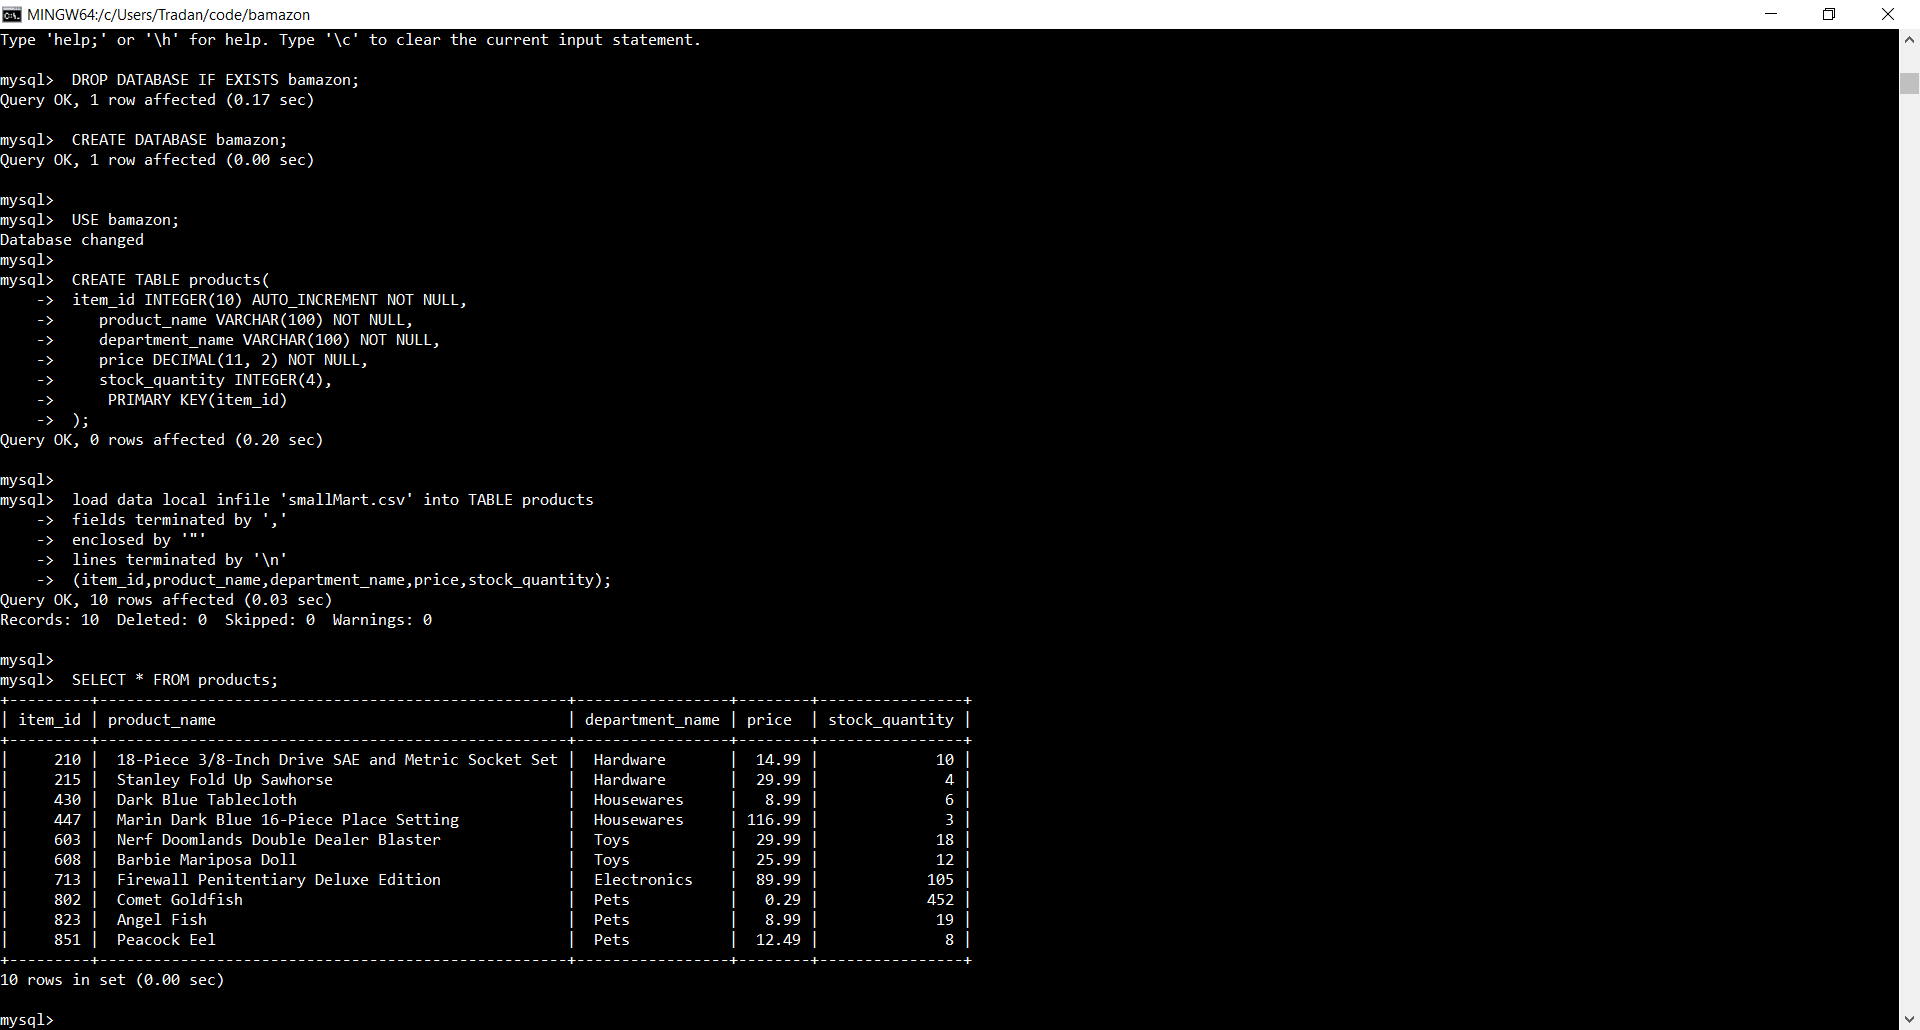 MINGW64:/c/Users/Tradan/code/bamazon
Type 'help;' or '\h' for help. Type '\c' to clear the current input statement.
mysql>  DROP DATABASE IF EXISTS bamazon;
Query OK, 1 row affected (0.17 sec)
mysql>  CREATE DATABASE bamazon;
Query OK, 1 row affected (0.00 sec)
mysql>
mysql>  USE bamazon;
Database changed
mysql>
mysql>  CREATE TABLE products(
    ->  item_id INTEGER(10) AUTO_INCREMENT NOT NULL,
    ->     product_name VARCHAR(100) NOT NULL,
    ->     department_name VARCHAR(100) NOT NULL,
    ->     price DECIMAL(11, 2) NOT NULL,
    ->     stock_quantity INTEGER(4),
    ->      PRIMARY KEY(item_id)
    ->  );
Query OK, 0 rows affected (0.20 sec)
mysql>
mysql>  load data local infile 'smallMart.csv' into TABLE products
    ->  fields terminated by ','
    ->  enclosed by '"'
    ->  lines terminated by '\n'
    ->  (item_id,product_name,department_name,price,stock_quantity);
Query OK, 10 rows affected (0.03 sec)
Records: 10  Deleted: 0  Skipped: 0  Warnings: 0
mysql>
mysql>  SELECT * FROM products;
+---------+----------------------------------------------------+-----------------+--------+----------------+
| item_id | product_name                                       | department_name | price  | stock_quantity |
+---------+----------------------------------------------------+-----------------+--------+----------------+
|     210 |  18-Piece 3/8-Inch Drive SAE and Metric Socket Set |  Hardware       |  14.99 |             10 |
|     215 |  Stanley Fold Up Sawhorse                          |  Hardware       |  29.99 |              4 |
|     430 |  Dark Blue Tablecloth                              |  Housewares     |   8.99 |              6 |
|     447 |  Marin Dark Blue 16-Piece Place Setting            |  Housewares     | 116.99 |              3 |
|     603 |  Nerf Doomlands Double Dealer Blaster              |  Toys           |  29.99 |             18 |
|     608 |  Barbie Mariposa Doll                              |  Toys           |  25.99 |             12 |
|     713 |  Firewall Penitentiary Deluxe Edition              |  Electronics    |  89.99 |            105 |
|     802 |  Comet Goldfish                                    |  Pets           |   0.29 |            452 |
|     823 |  Angel Fish                                        |  Pets           |   8.99 |             19 |
|     851 |  Peacock Eel                                       |  Pets           |  12.49 |              8 |
+---------+----------------------------------------------------+-----------------+--------+----------------+
10 rows in set (0.00 sec)
mysql>